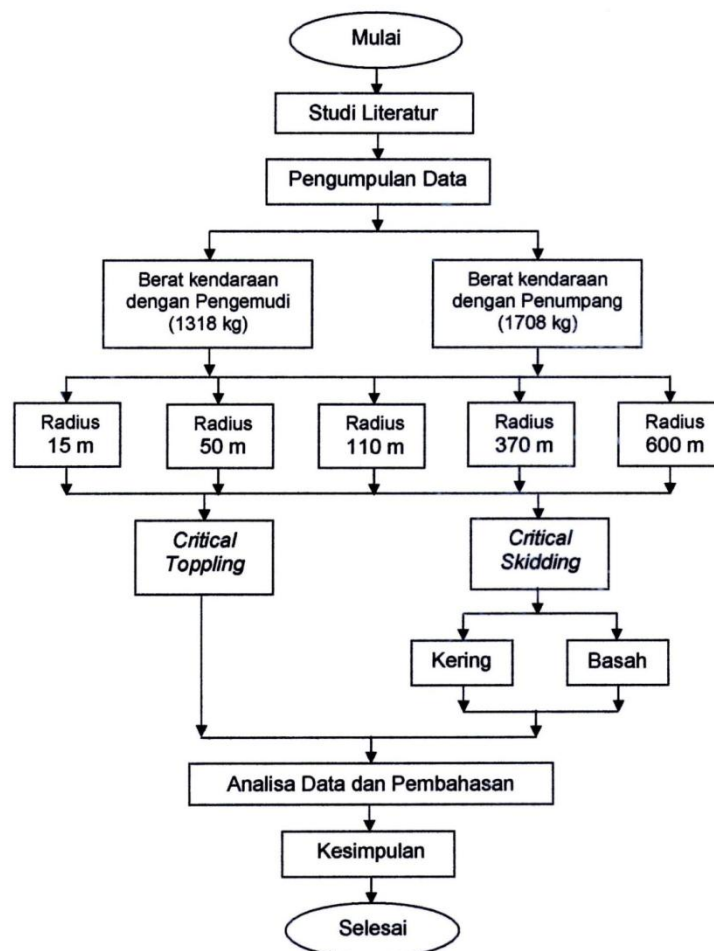 Mulai
Studi Literatur
Pengumpulan Data
Berat kendaraan
dengan Pengemudi
(1318 kg)
Berat kendaraan
dengan Penumpang
(1708 kg)
Radius
15 m
Radius
50 m
Radius
110 m
Radius
370 m
Radius
600 m
Critical
Toppling
Critical
Skidding
Kering
Basah
Analisa Data dan Pembahasan
Kesimpulan
Selesai